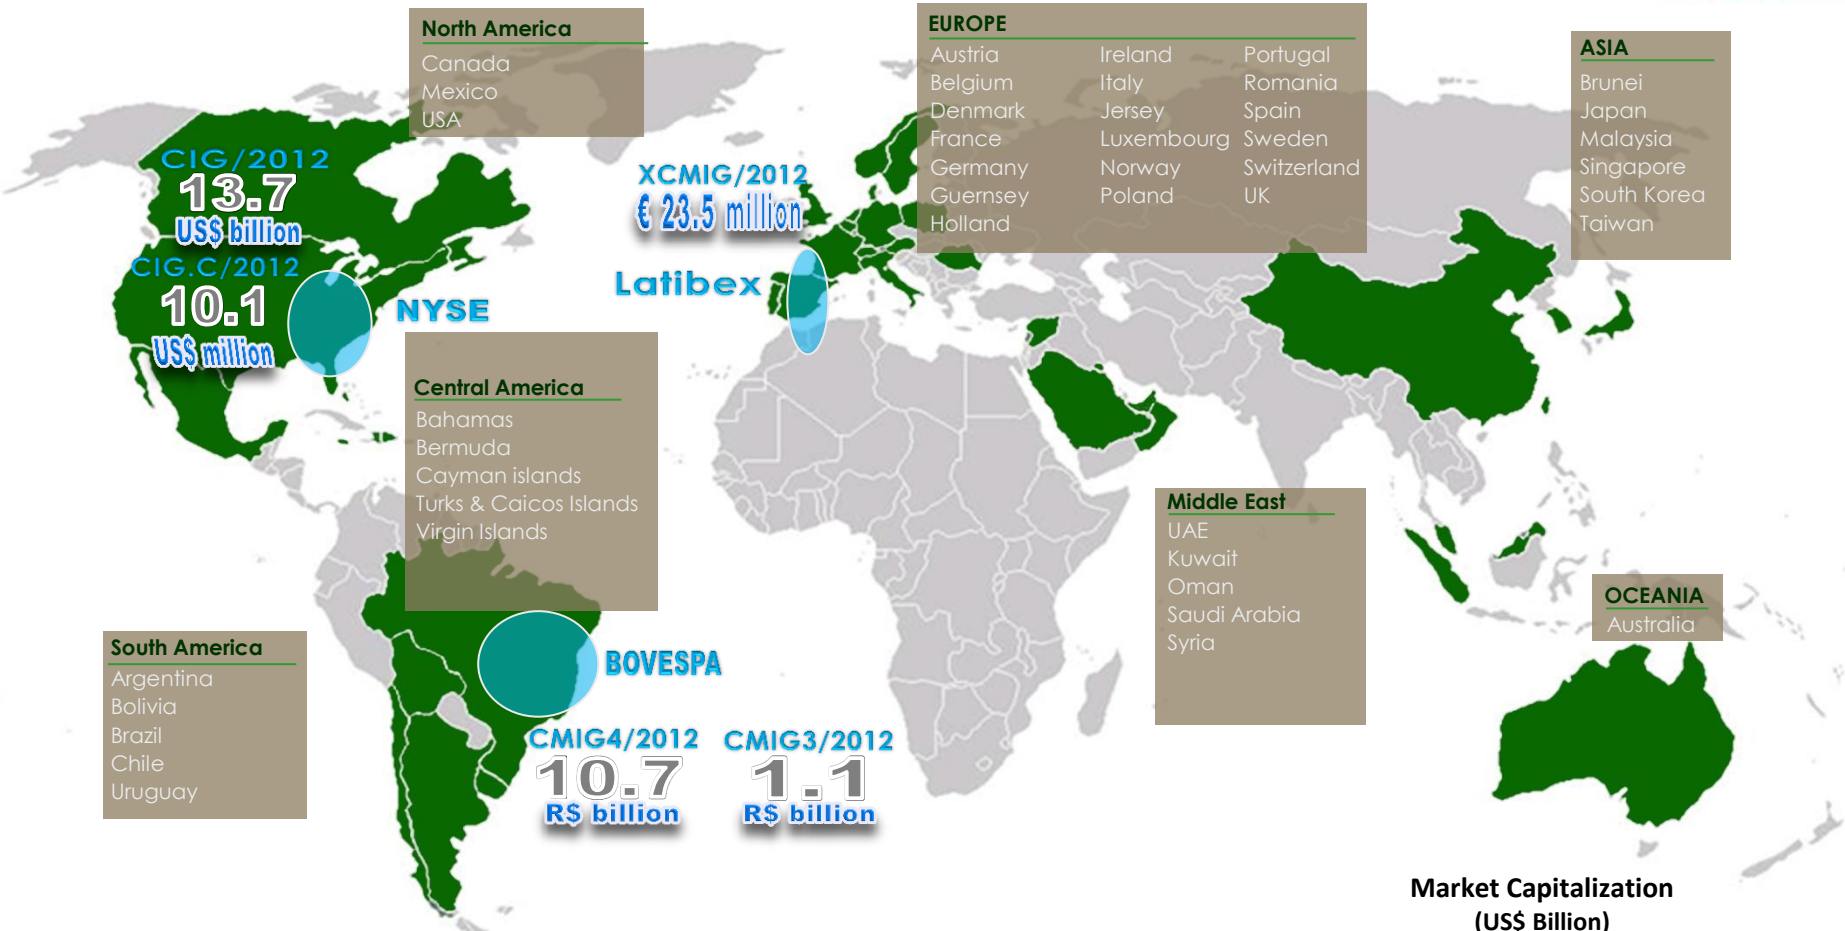 North America
Canada
Mexico
USA
EUROPE
Austria
Belgium
Denmark
France
Germany
Guernsey
Holland
Ireland
Italy
Jersey
Luxembourg
Norway
Poland
Portugal
Romania
Spain
Sweden
Switzerland
UK
ASIA
Brunei
Japan
Malaysia
Singapore
South Korea
Taiwan
CIG/2012
13.7
US$ billion
CIG.C/2012
10.1
US$ million
NYSE
XCMIG/2012
€ 23.5 million
Latibex
Central America
Bahamas
Bermuda
Cayman islands
Turks & Caicos Islands
Virgin Islands
Middle East
UAE
Kuwait
Oman
Saudi Arabia
Syria
OCEANIA
Australia
South America
Argentina
Bolivia
Brazil
Chile
Uruguay
BOVESPA
CMIG4/2012
10.7
R$ billion
CMIG3/2012
1.1
R$ billion
Market Capitalization
(US$ Billion)